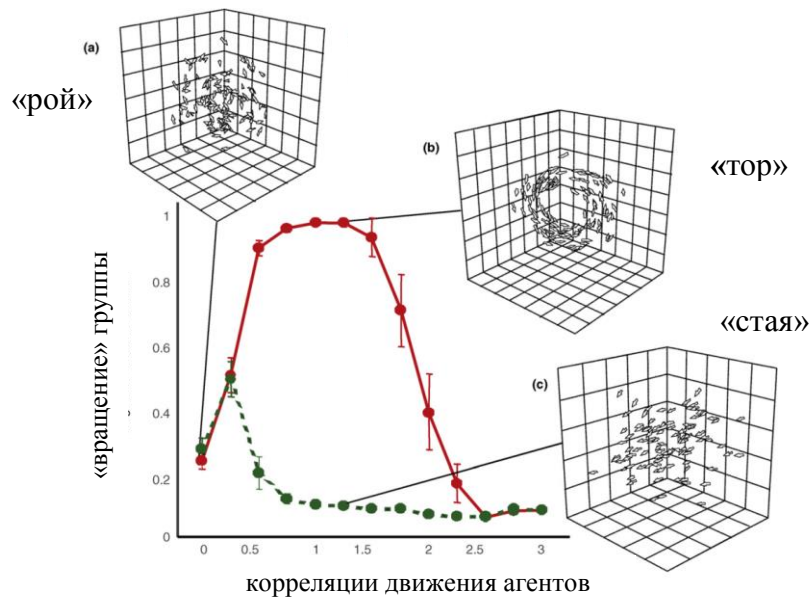 (a)
«рой»
(b)
«тор»
«стая»
(c)
«вращение» группы
1
0.8
0.6
0.4
0.2
0
0 0.5 1 1.5 2 2.5 3
корреляции движения агентов